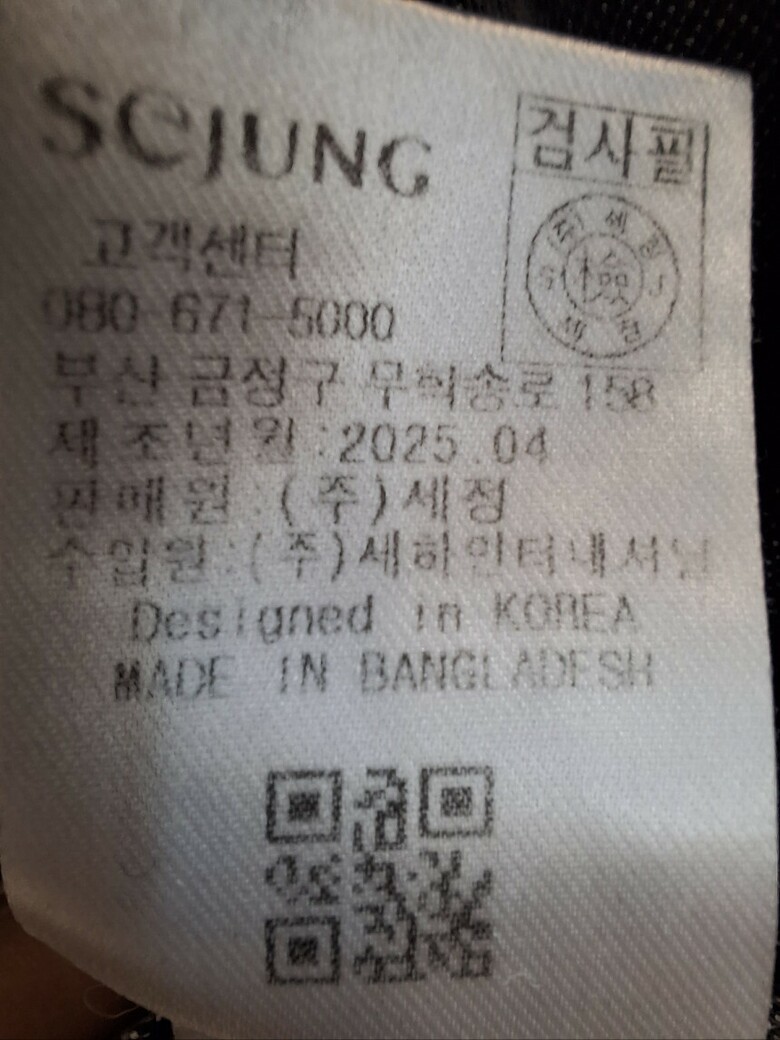 SEJUNG
검사필
고객센터
080-671-5000
부산 금정구 무학송로 158
제조년월:2025.04
판매원:(주)세정
수입원:(주)세하인터내셔널
Designed in KOREA
MADE IN BANGLADESH